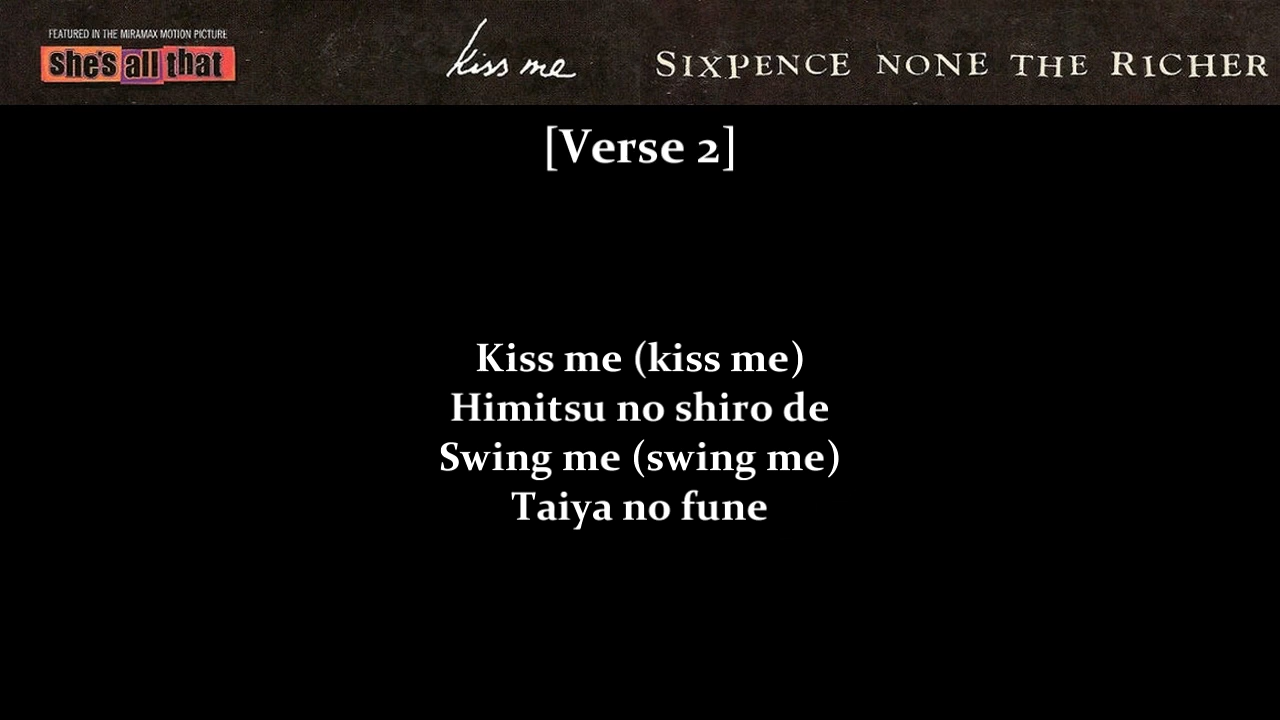 FEATURED IN THE MIRAMAX MOTION PICTURE
she's all that
kiss me
SIXPENCE NONE THE RICHER
[Verse 2]
Kiss me (kiss me)
Himitsu no shiro de
Swing me (swing me)
Taiya no fune